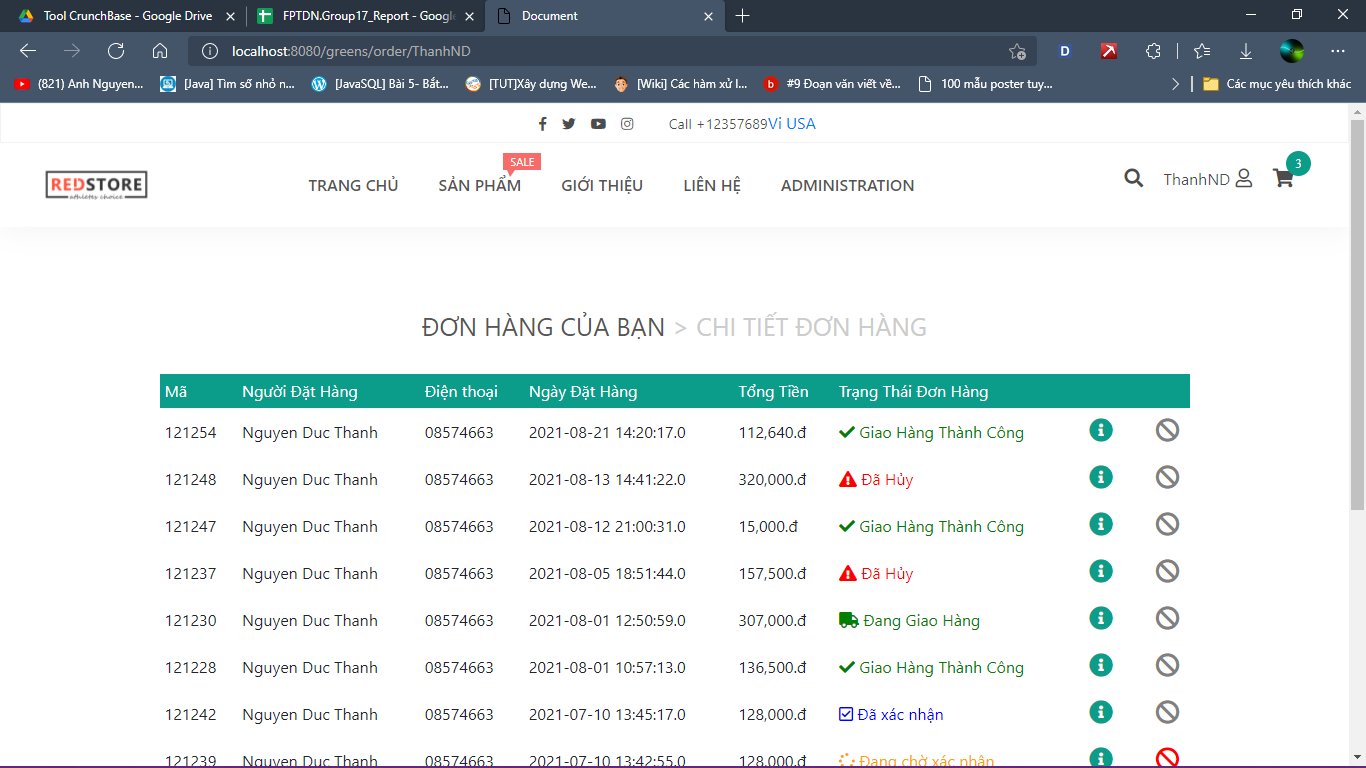 Tool CrunchBase - Google Drive
FPTDN.Group17_Report - Google
Document
localhost:8080/greens/order/ThanhND
D
(821) Anh Nguyen...
[Java] Tìm số nhỏ n...
[JavaSQL] Bài 5- Bắt...
[TUT]Xây dựng We...
[Wiki] Các hàm xử l...
#9 Đoạn văn viết về...
100 mẫu poster tuy...
Các mục yêu thích khác
Call +12357689Vi USA
REDSTORE
athletes choice
TRANG CHỦ
SẢN PHẨM
SALE
GIỚI THIỆU
LIÊN HỆ
ADMINISTRATION
ThanhND
3
ĐƠN HÀNG CỦA BẠN > CHI TIẾT ĐƠN HÀNG
Mã Người Đặt Hàng Điện thoại Ngày Đặt Hàng Tổng Tiền Trạng Thái Đơn Hàng
121254 Nguyen Duc Thanh 08574663 2021-08-21 14:20:17.0 112,640.đ Giao Hàng Thành Công
121248 Nguyen Duc Thanh 08574663 2021-08-13 14:41:22.0 320,000.đ Đã Hủy
121247 Nguyen Duc Thanh 08574663 2021-08-12 21:00:31.0 15,000.đ Giao Hàng Thành Công
121237 Nguyen Duc Thanh 08574663 2021-08-05 18:51:44.0 157,500.đ Đã Hủy
121230 Nguyen Duc Thanh 08574663 2021-08-01 12:50:59.0 307,000.đ Đang Giao Hàng
121228 Nguyen Duc Thanh 08574663 2021-08-01 10:57:13.0 136,500.đ Giao Hàng Thành Công
121242 Nguyen Duc Thanh 08574663 2021-07-10 13:45:17.0 128,000.đ Đã xác nhận
121239 Nguyen Duc Thanh 08574663 2021-07-10 13:42:55.0 128,000.đ Đang chờ xác nhận